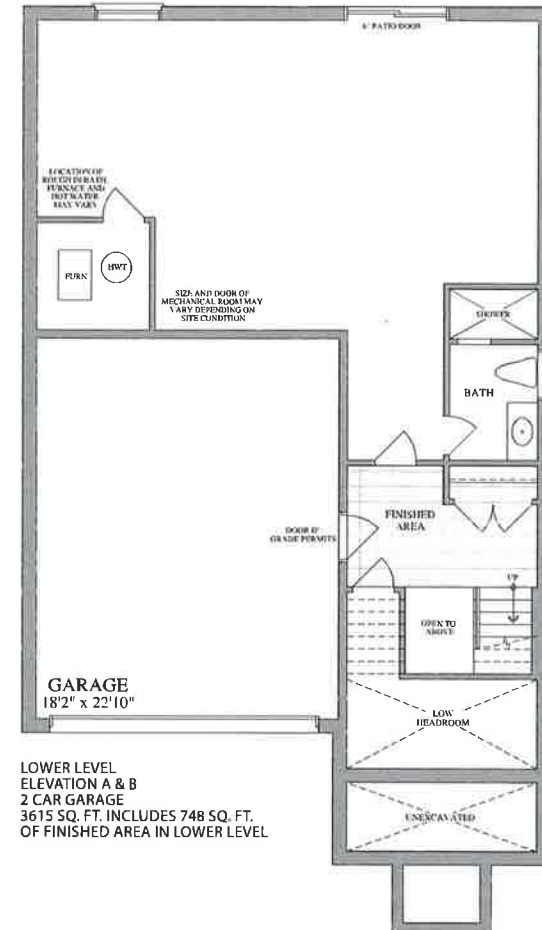 6' PATIO DOOR
LOCATION OF
ROUGH IN BATH,
FURNACE AND
HOT WATER
MAY VARY
FURN
HWT
SIZE AND DOOR OF
MECHANICAL ROOM MAY
VARY DEPENDING ON
SITE CONDITION
SHOWER
BATH
FINISHED
AREA
DOOR IF
GRADE PERMITS
UP
OPEN TO
ABOVE
GARAGE
18'2" x 22'10"
LOW
HEADROOM
LOWER LEVEL
ELEVATION A & B
2 CAR GARAGE
3615 SQ. FT. INCLUDES 748 SQ. FT.
OF FINISHED AREA IN LOWER LEVEL
UNEXCAVATED